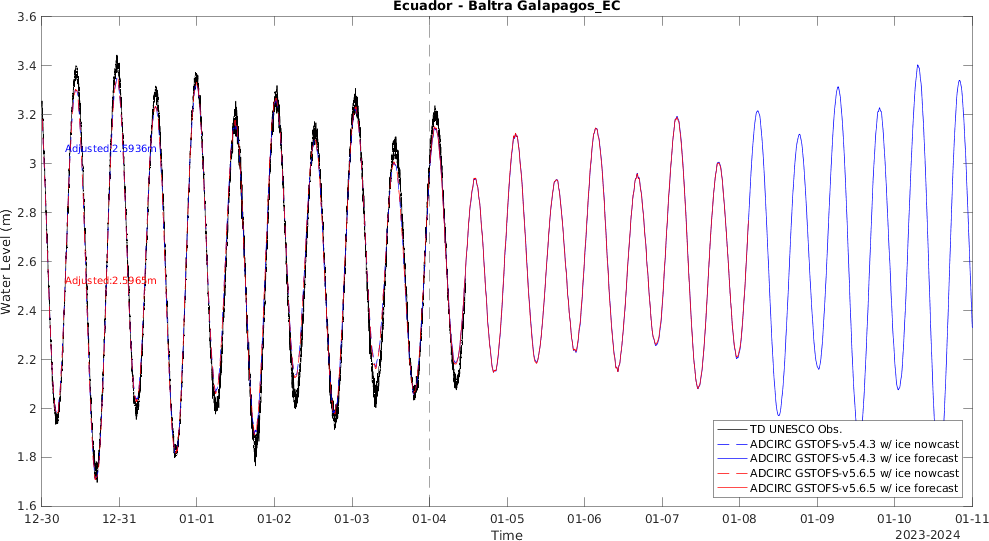 Ecuador - Baltra Galapagos_EC
3.6
3.4
3.2
3
2.8
2.6
2.4
2.2
2
1.8
1.6
Water Level (m)
Adjusted:2.5936m
Adjusted:2.5965m
TD UNESCO Obs.
ADCIRC GSTOFS-v5.4.3 w/ ice nowcast
ADCIRC GSTOFS-v5.4.3 w/ ice forecast
ADCIRC GSTOFS-v5.6.5 w/ ice nowcast
ADCIRC GSTOFS-v5.6.5 w/ ice forecast
12-30 12-31 01-01 01-02 01-03 01-04 01-05 01-06 01-07 01-08 01-09 01-10 01-11
Time
2023-2024